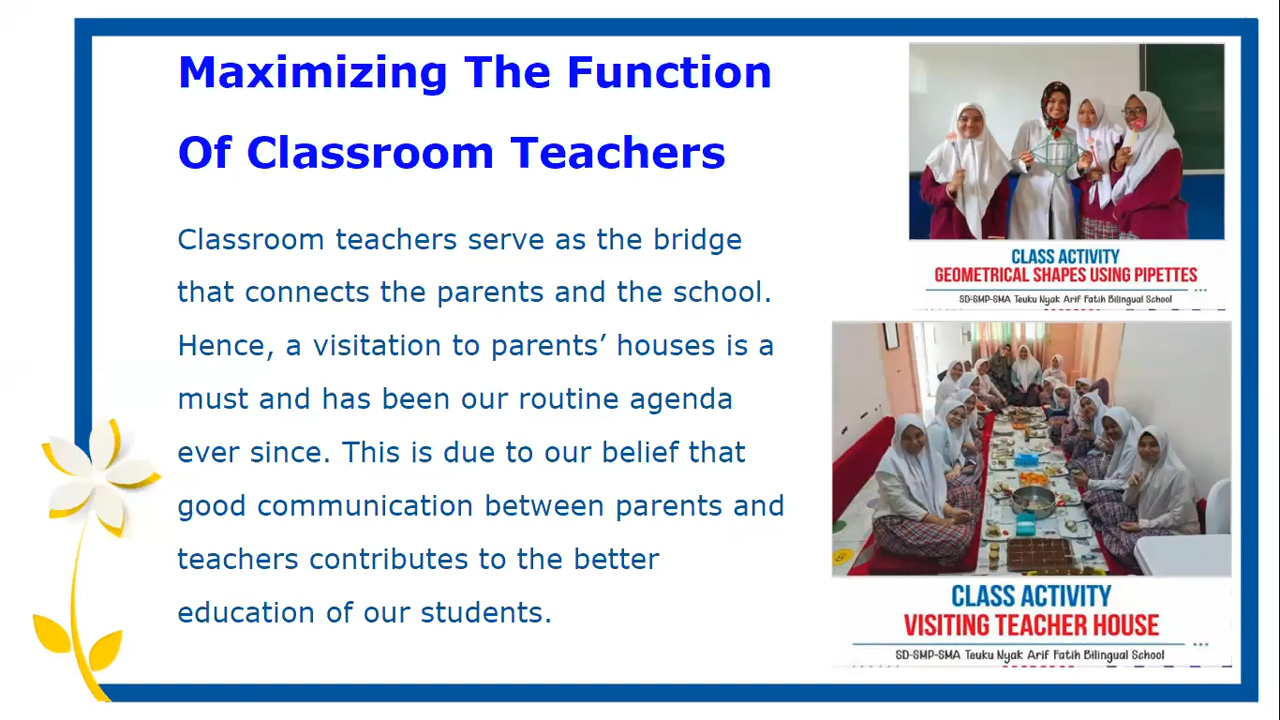 Maximizing The Function
Of Classroom Teachers
Classroom teachers serve as the bridge
that connects the parents and the school.
Hence, a visitation to parents’ houses is a
must and has been our routine agenda
ever since. This is due to our belief that
good communication between parents and
teachers contributes to the better
education of our students.
CLASS ACTIVITY
GEOMETRICAL SHAPES USING PIPETTES
SD-SMP-SMA Teuku Nyak Arif Fatih Bilingual School
CLASS ACTIVITY
VISITING TEACHER HOUSE
SD-SMP-SMA Teuku Nyak Arif Fatih Bilingual School